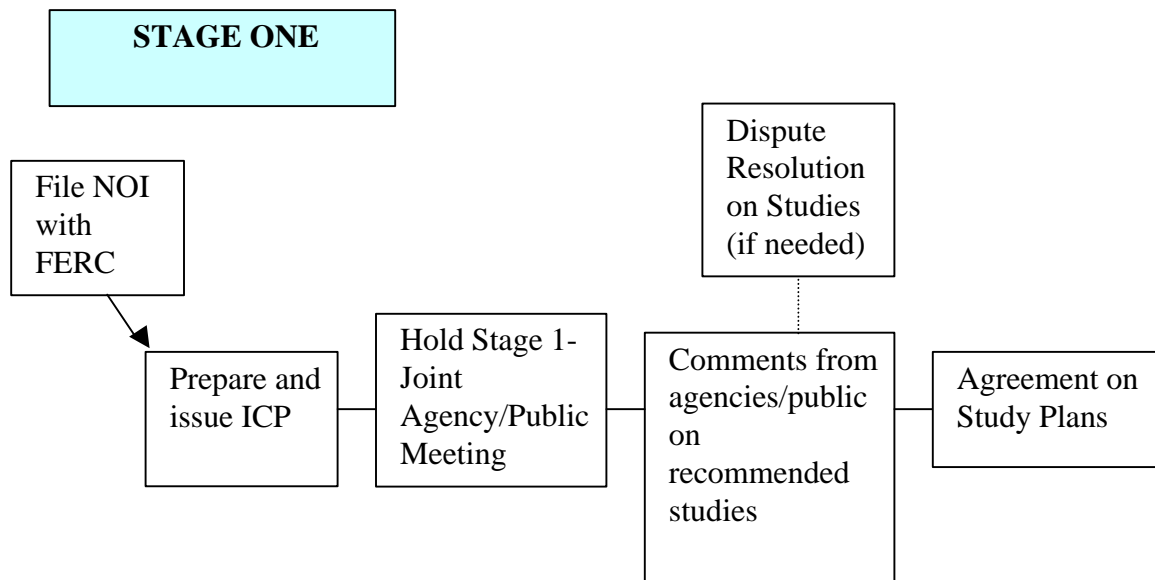 STAGE ONE
File NOI
with
FERC
Prepare and
issue ICP
Hold Stage 1-
Joint
Agency/Public
Meeting
Dispute
Resolution
on Studies
(if needed)
Comments from
agencies/public
on
recommended
studies
Agreement on
Study Plans